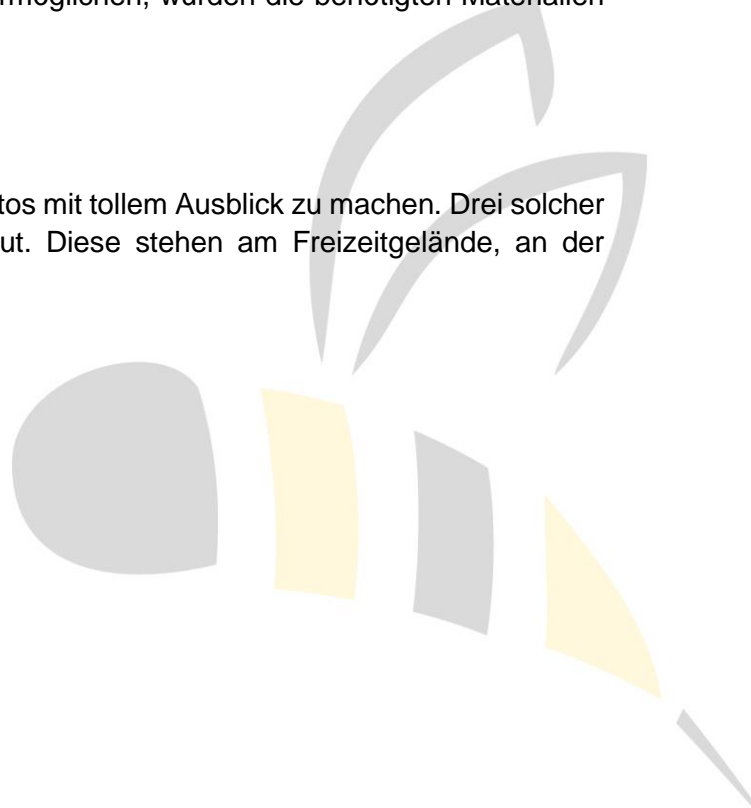 ermöglichen, wurden die benötigten Materialien
tos mit tollem Ausblick zu machen. Drei solcher
ut. Diese stehen am Freizeitgelände, an der